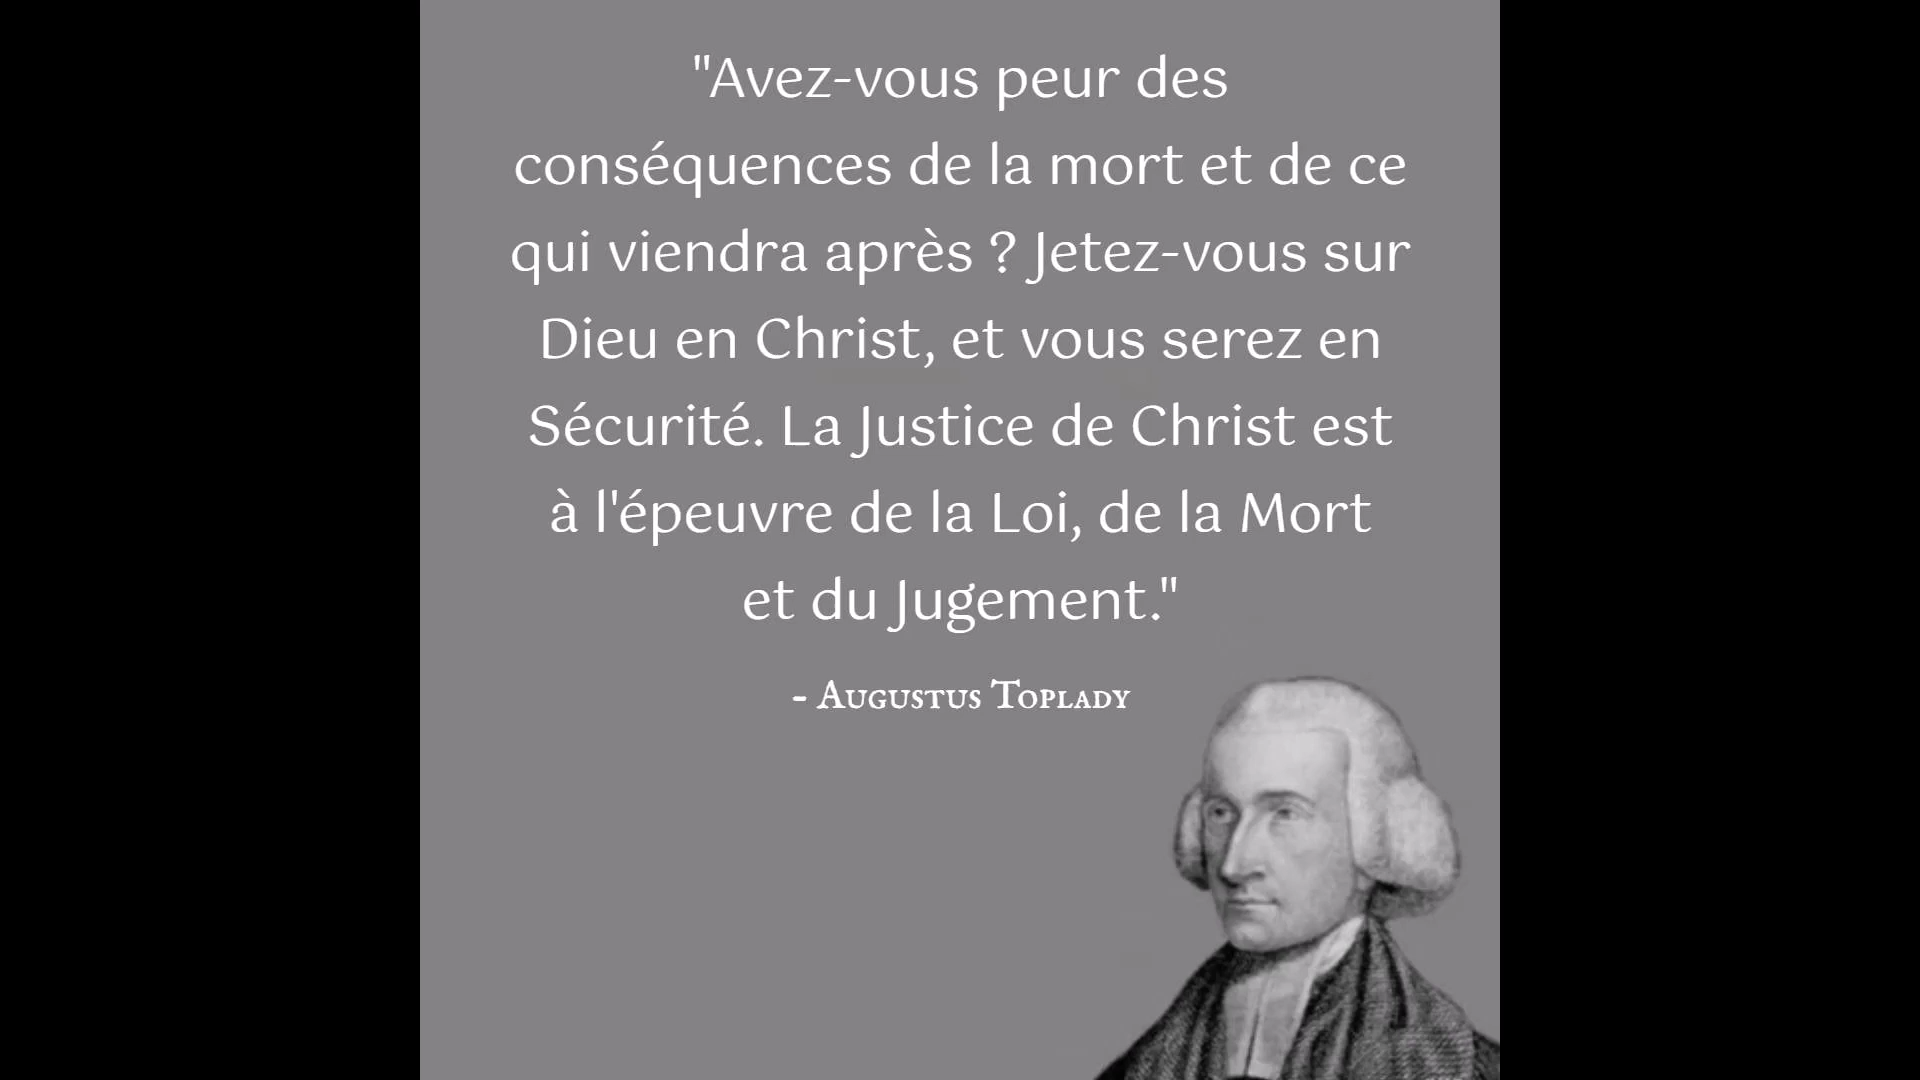 "Avez-vous peur des
conséquences de la mort et de ce
qui viendra après ? Jetez-vous sur
Dieu en Christ, et vous serez en
Sécurité. La Justice de Christ est
à l'épeuvre de la Loi, de la Mort
et du Jugement."
- Augustus Toplady